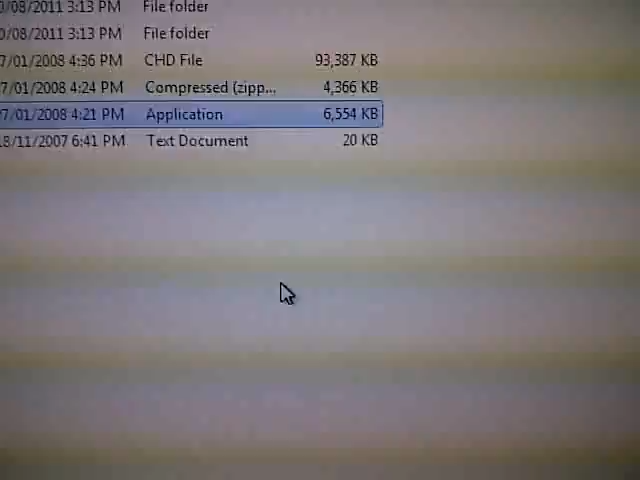 0/08/2011 3:13 PM File folder
0/08/2011 3:13 PM File folder
7/01/2008 4:36 PM CHD File 93,387 KB
7/01/2008 4:24 PM Compressed (zipp... 4,366 KB
7/01/2008 4:21 PM Application 6,554 KB
8/11/2007 6:41 PM Text Document 20 KB